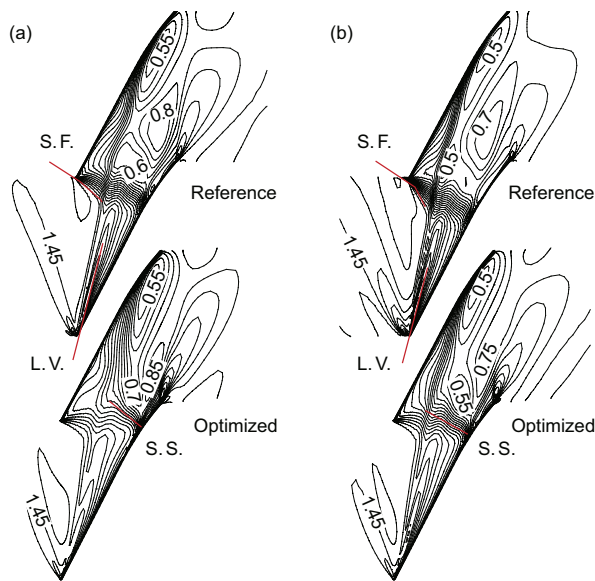 (a)
0.55
0.8
S. F.
0.6
Reference
1.45
L. V.
0.55
0.85
0.7
Optimized
S. S.
1.45
(b)
0.5
0.7
S. F.
0.5
Reference
1.45
L. V.
0.5
0.75
0.55
Optimized
S. S.
1.45